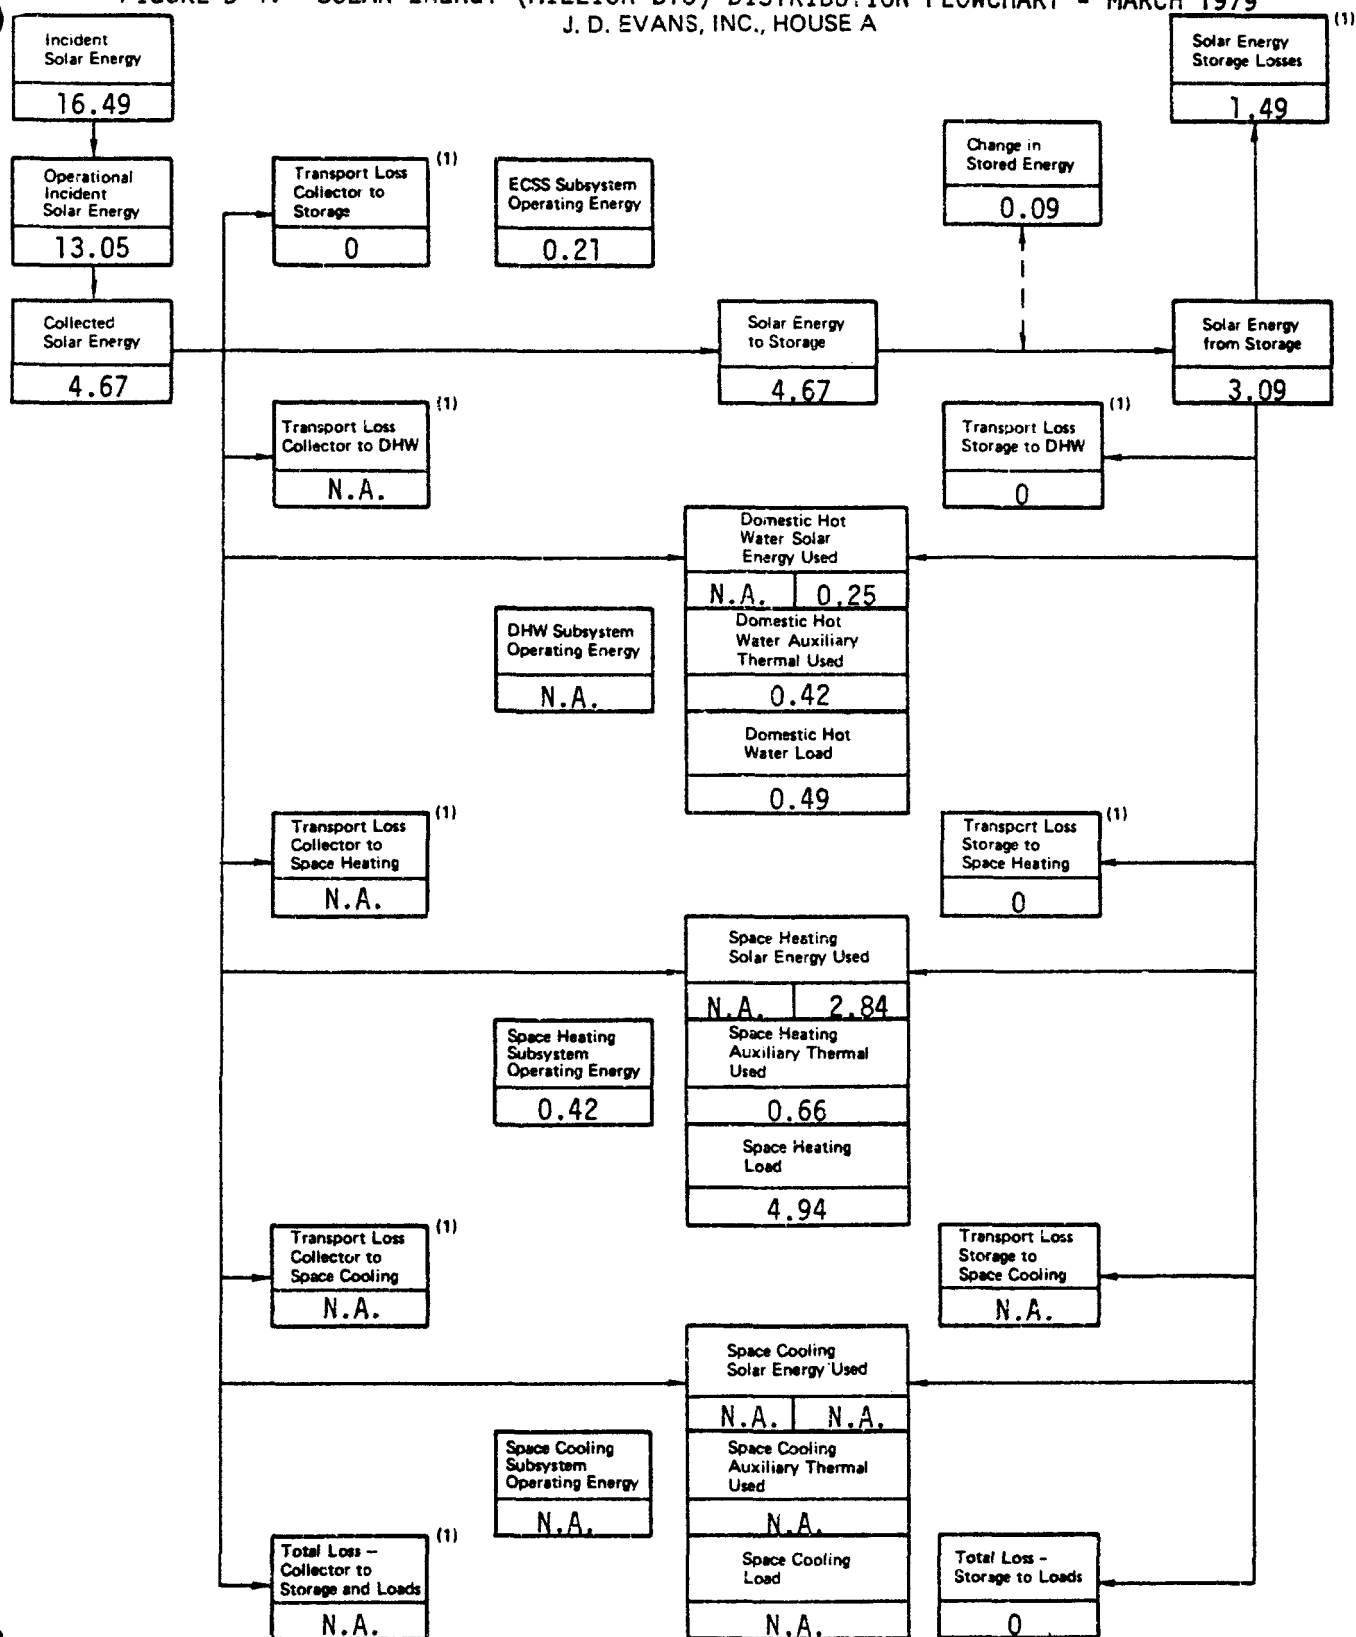 J. D. EVANS, INC., HOUSE A
Incident
Solar Energy
16.49
Solar Energy
Storage Losses
(1)
1.49
Operational
Incident
Solar Energy
13.05
Transport Loss
Collector to
Storage
(1)
0
ECSS Subsystem
Operating Energy
0.21
Change in
Stored Energy
0.09
Collected
Solar Energy
4.67
Solar Energy
to Storage
4.67
Solar Energy
from Storage
3.09
Transport Loss
Collector to DHW
(1)
N.A.
Transport Loss
Storage to DHW
(1)
0
Domestic Hot
Water Solar
Energy Used
N.A. 0.25
DHW Subsystem
Operating Energy
N.A.
Domestic Hot
Water Auxiliary
Thermal Used
0.42
Domestic Hot
Water Load
0.49
Transport Loss
Collector to
Space Heating
(1)
N.A.
Transport Loss
Storage to
Space Heating
(1)
0
Space Heating
Solar Energy Used
N.A. 2.84
Space Heating
Subsystem
Operating Energy
0.42
Space Heating
Auxiliary Thermal
Used
0.66
Space Heating
Load
4.94
Transport Loss
Collector to
Space Cooling
(1)
N.A.
Transport Loss
Storage to
Space Cooling
N.A.
Space Cooling
Solar Energy Used
N.A. N.A.
Space Cooling
Subsystem
Operating Energy
N.A.
Space Cooling
Auxiliary Thermal
Used
N.A.
Total Loss –
Collector to
Storage and Loads
(1)
N.A.
Space Cooling
Load
N.A.
Total Loss -
Storage to Loads
0